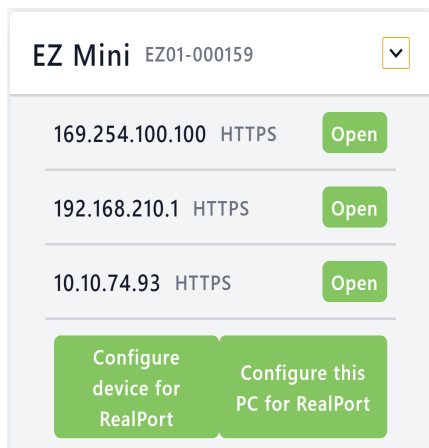 EZ Mini EZ01-000159
169.254.100.100 HTTPS Open
192.168.210.1 HTTPS Open
10.10.74.93 HTTPS Open
Configure
device for
RealPort
Configure this
PC for RealPort